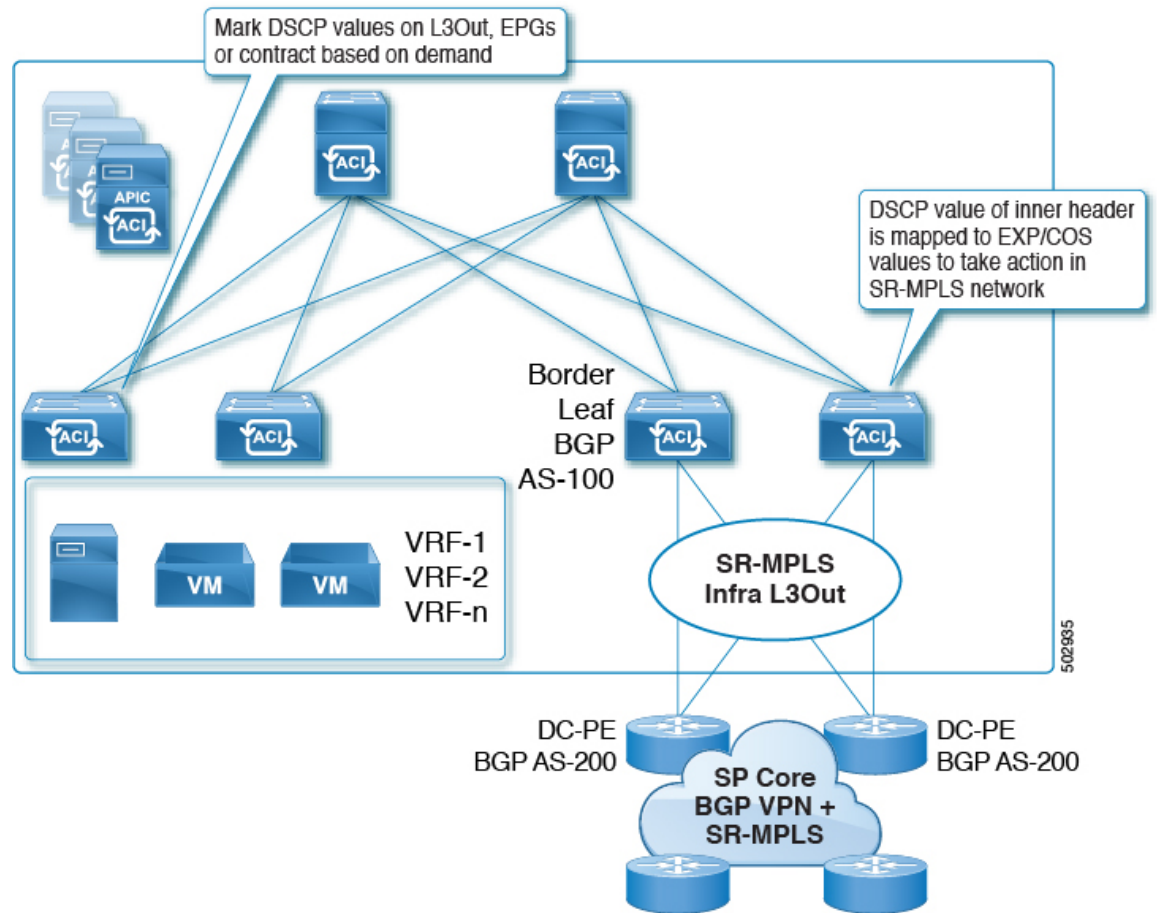 Mark DSCP values on L3Out, EPGs
or contract based on demand
ACI
ACI
APIC
ACI
DSCP value of inner header
is mapped to EXP/COS
values to take action in
SR-MPLS network
Border
Leaf
BGP
AS-100
ACI
ACI
ACI
ACI
VM
VM
VRF-1
VRF-2
VRF-n
SR-MPLS
Infra L3Out
502935
DC-PE
BGP AS-200
DC-PE
BGP AS-200
SP Core
BGP VPN +
SR-MPLS